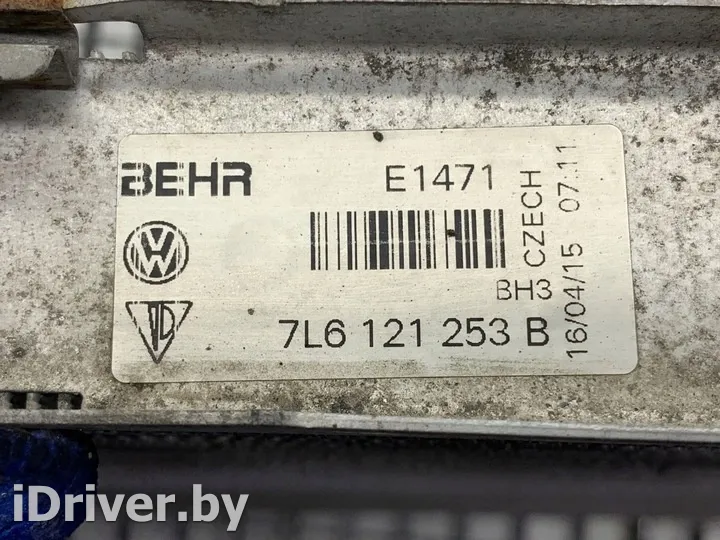 BEHR
E1471
BH3
CZECH
16/04/15 07:11
7L6 121 253 B
iDriver.by